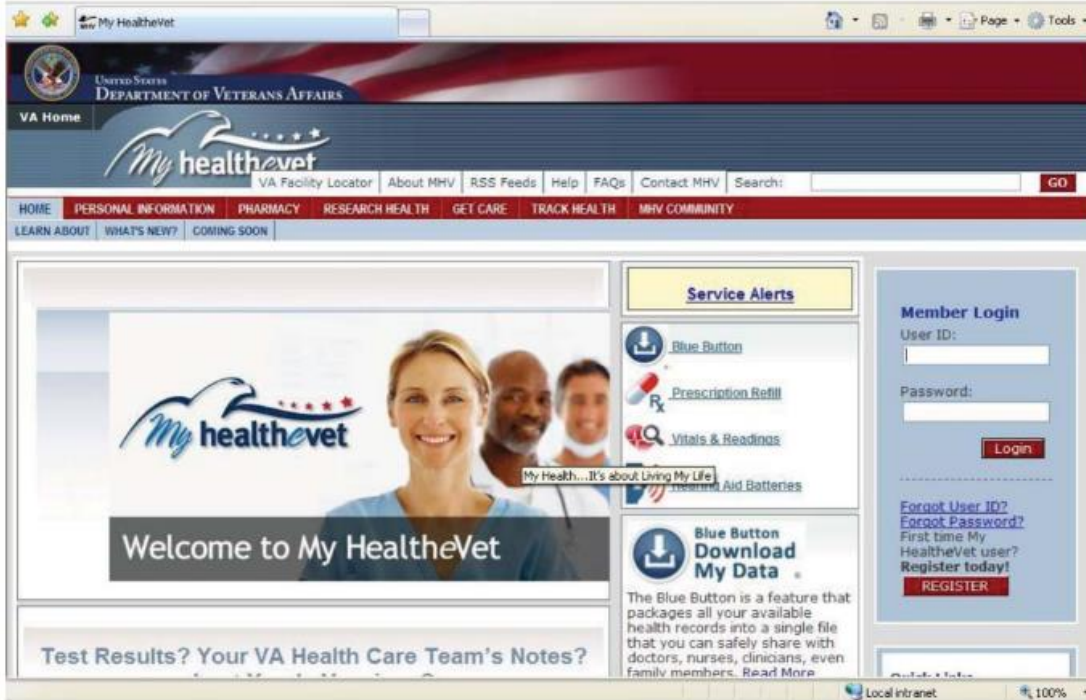 My HealtheVet
Page
Tools
UNITED STATES
DEPARTMENT OF VETERANS AFFAIRS
VA Home
My healthevet
VA Facility Locator About MHV RSS Feeds Help FAQs Contact MHV Search: GO
HOME PERSONAL INFORMATION PHARMACY RESEARCH HEALTH GET CARE TRACK HEALTH MHV COMMUNITY
LEARN ABOUT WHAT'S NEW? COMING SOON
My healthevet
My Health...It's about Living My Life
Welcome to My HealtheVet
Test Results? Your VA Health Care Team's Notes?
Service Alerts
Blue Button
Rx Prescription Refill
Vitals & Readings
Hearing Aid Batteries
Blue Button
Download
My Data
The Blue Button is a feature that
packages all your available
health records into a single file
that you can safely share with
doctors, nurses, clinicians, even
family members. Read More
Member Login
User ID:
Password:
Login
Forgot User ID?
Forgot Password?
First time My
HealtheVet user?
Register today!
REGISTER
Local intranet
100%